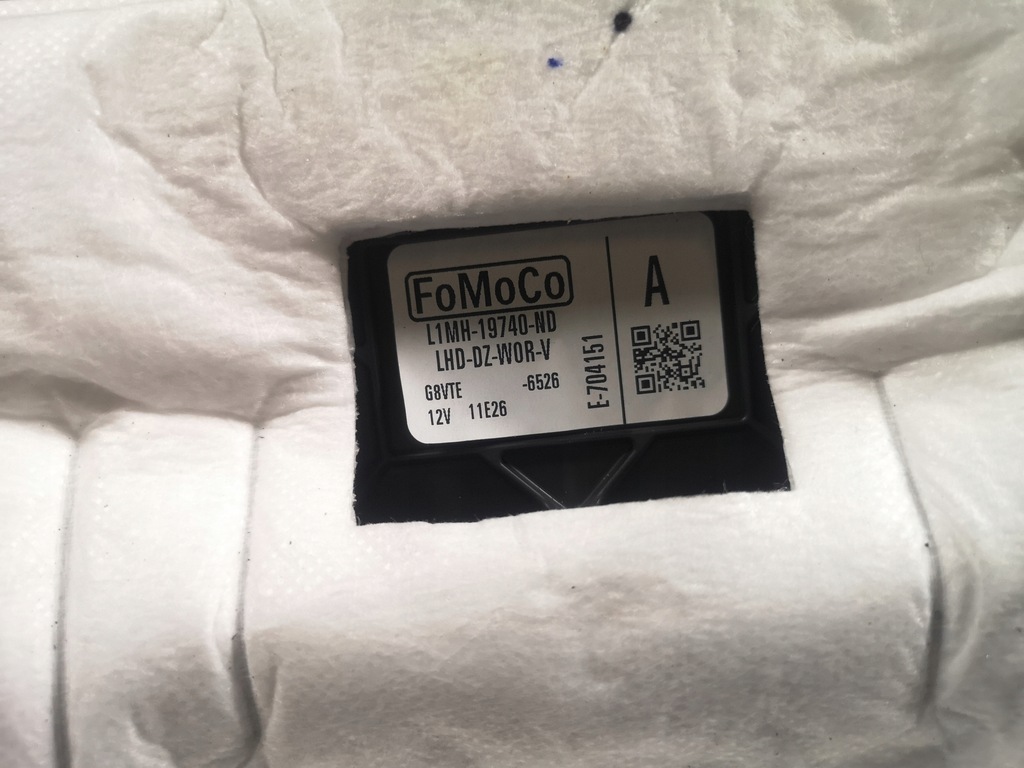 FoMoCo
L1MH-19740-ND
LHD-DZ-WOR-V
G8VTE -6526
12V 11E26
E-704151
A